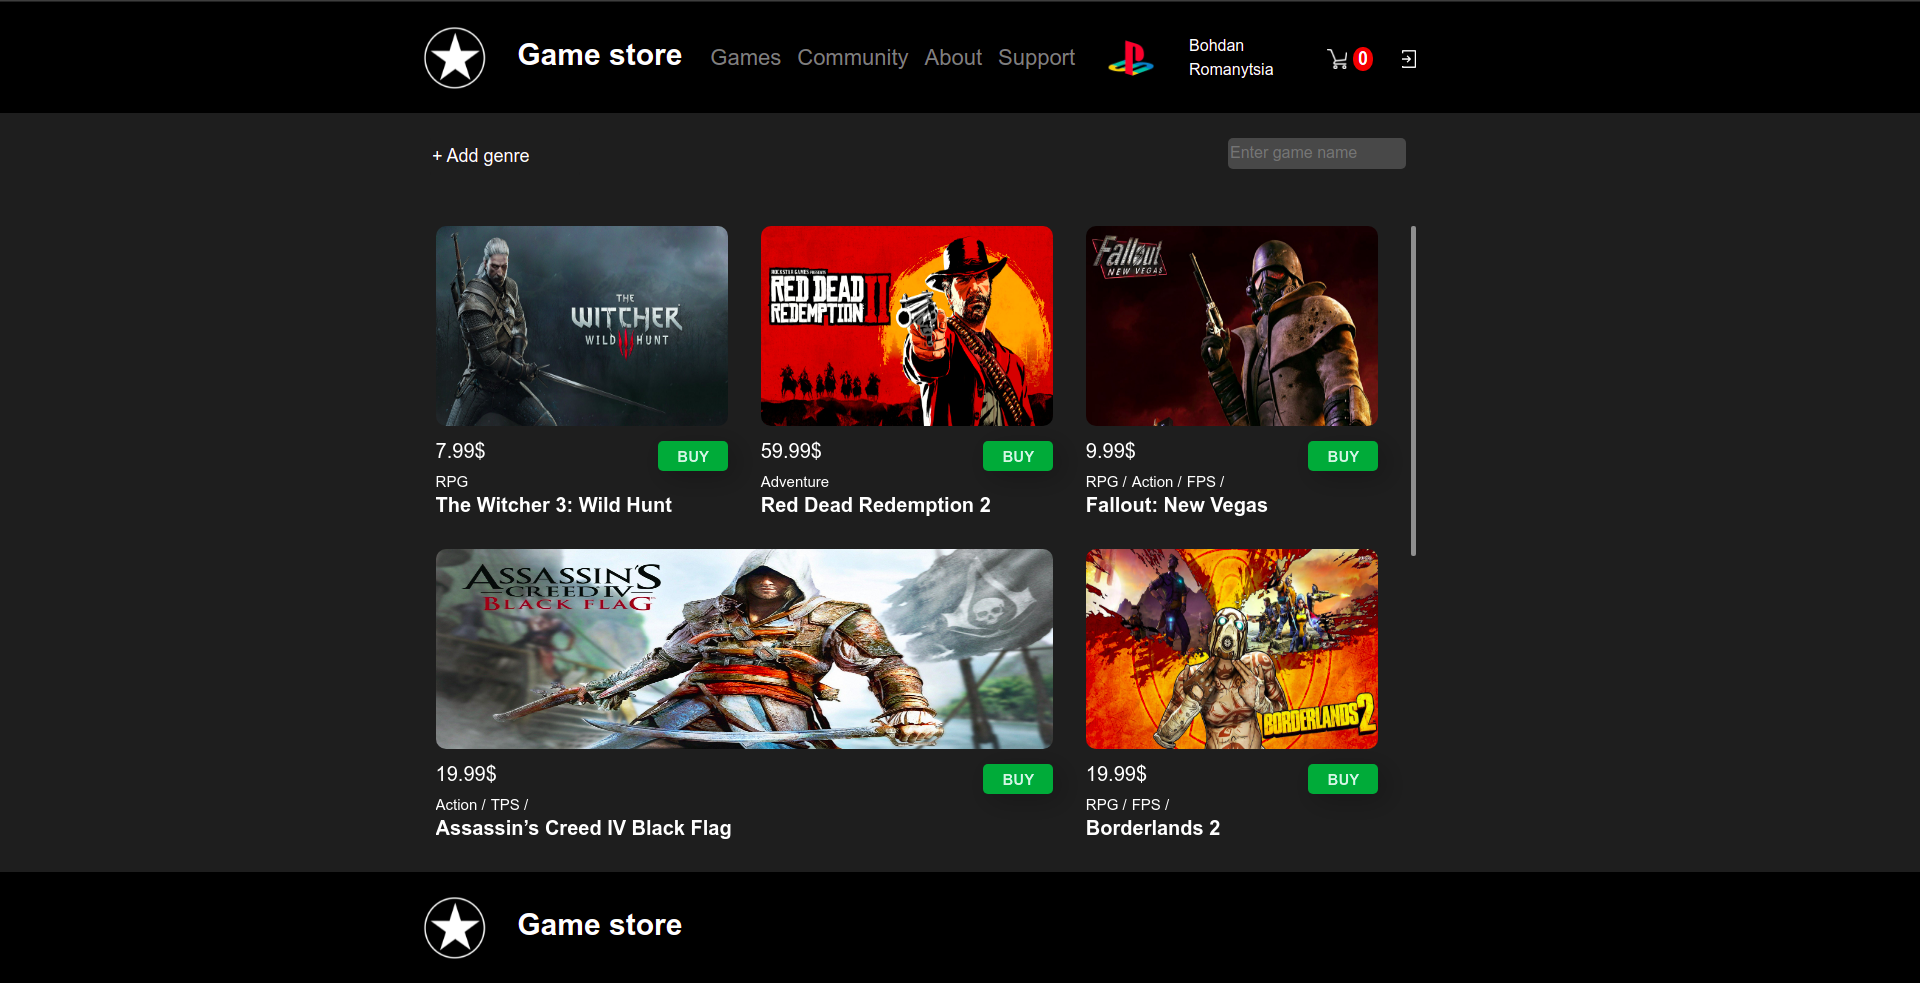 Game store
Games Community About Support
Bohdan
Romanytsia
0
+ Add genre
Enter game name
THE
WITCHER
WILD HUNT
ROCKSTAR GAMES PRESENTS
RED DEAD
REDEMPTION II
Fallout
NEW VEGAS
7.99$
BUY
RPG
The Witcher 3: Wild Hunt
59.99$
BUY
Adventure
Red Dead Redemption 2
9.99$
BUY
RPG / Action / FPS /
Fallout: New Vegas
ASSASSIN'S
CREED IV
BLACK FLAG
BORDERLANDS 2
19.99$
BUY
Action / TPS /
Assassin’s Creed IV Black Flag
19.99$
BUY
RPG / FPS /
Borderlands 2
Game store